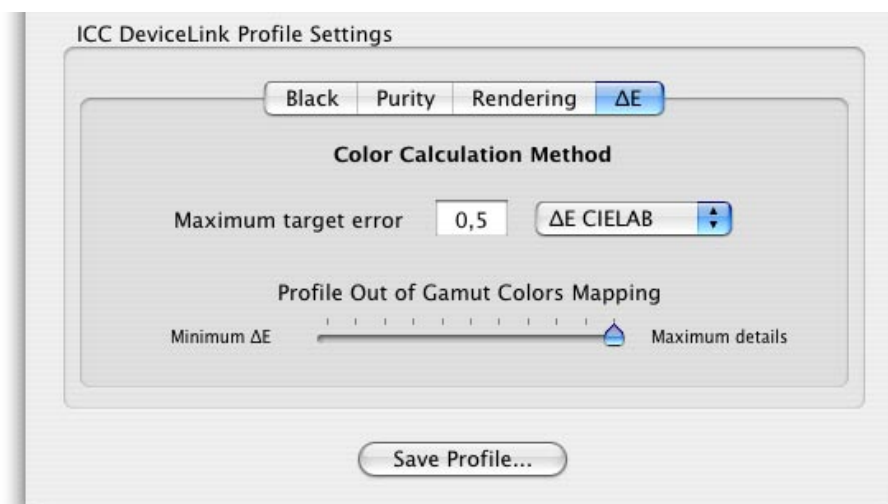 ICC DeviceLink Profile Settings
Black Purity Rendering ΔE
Color Calculation Method
Maximum target error 0,5 ΔE CIELAB
Profile Out of Gamut Colors Mapping
Minimum ΔE Maximum details
Save Profile...